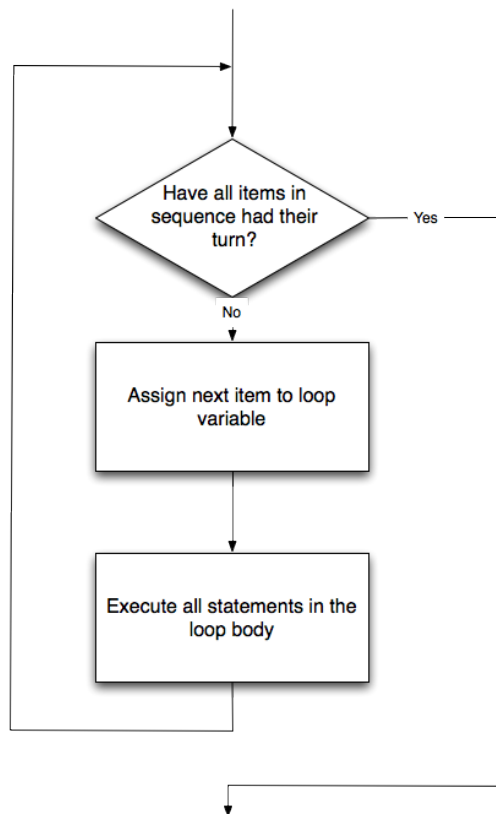 Have all items in
sequence had their
turn?
Yes
No
Assign next item to loop
variable
Execute all statements in the
loop body